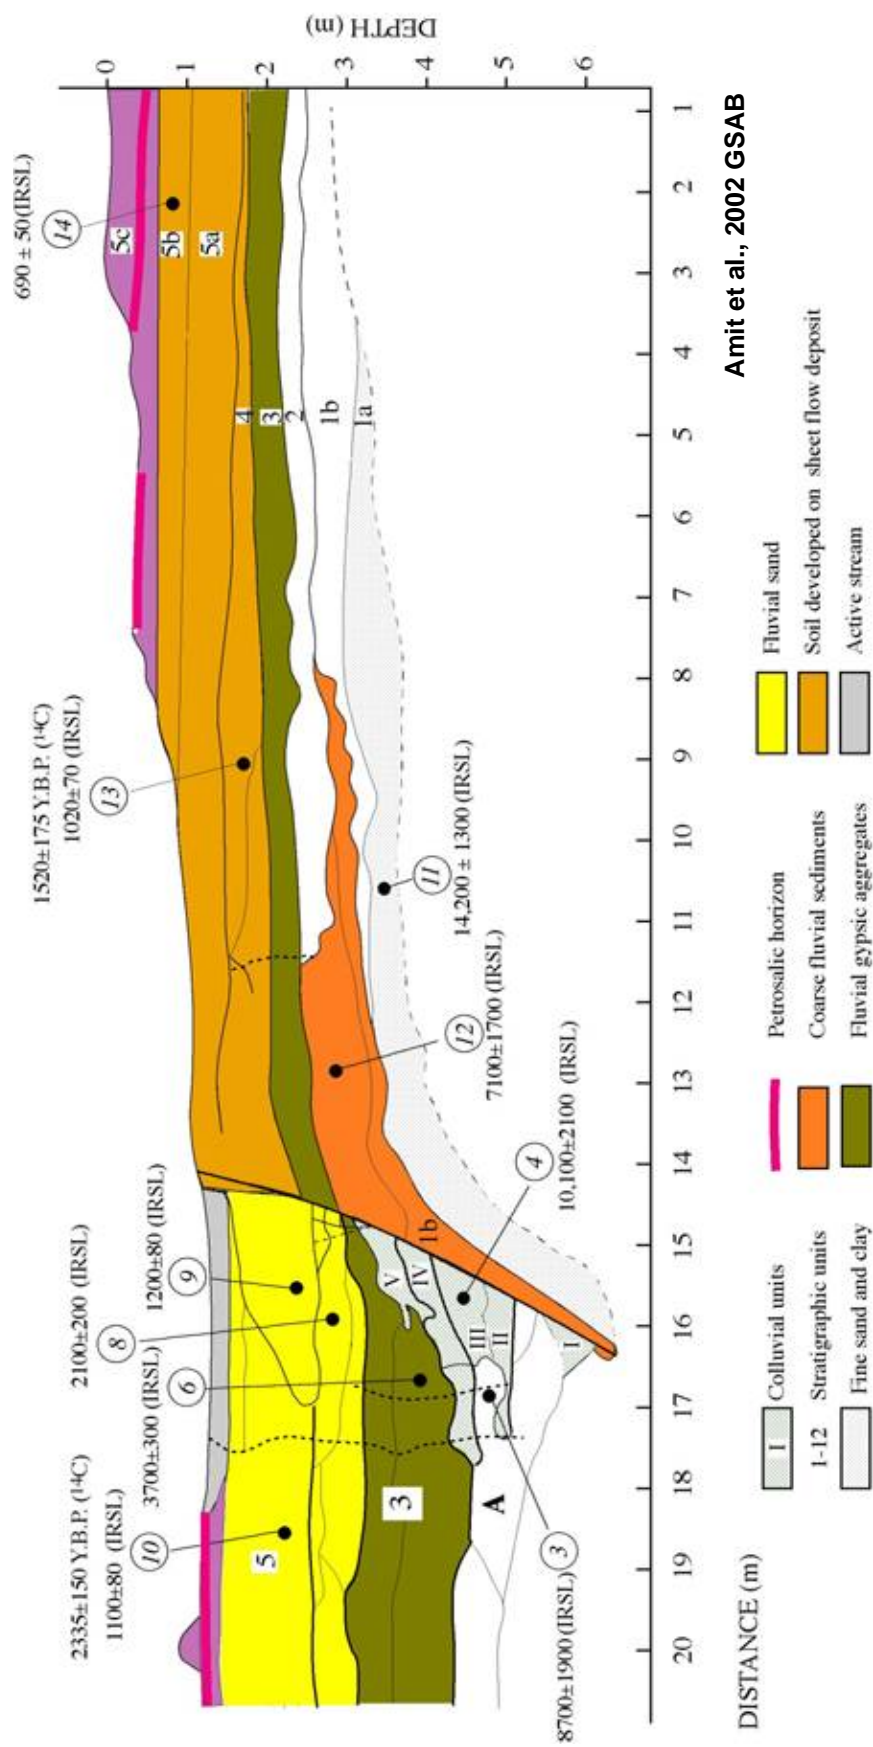 690 ± 50(IRSL)
14
1520±175 Y.B.P. (14C)
1020±70 (IRSL)
13
2100±200 (IRSL)
1200±80 (IRSL)
9
8
3700±300 (IRSL)
6
2335±150 Y.B.P. (14C)
1100±80 (IRSL)
10
DEPTH (m)
0
1
2
3
4
5
6
5c
5b
5a
4
3
2
1b
1a
5
3
A
V
IV
III
II
I
1b
11
14,200 ± 1300 (IRSL)
12
7100±1700 (IRSL)
4
10,100±2100 (IRSL)
3
8700±1900 (IRSL)
20 19 18 17 16 15 14 13 12 11 10 9 8 7 6 5 4 3 2 1
DISTANCE (m)
Amit et al., 2002 GSAB
I Colluvial units
1-12 Stratigraphic units
Fine sand and clay
Petrosalic horizon
Coarse fluvial sediments
Fluvial gypsic aggregates
Fluvial sand
Soil developed on sheet flow deposit
Active stream